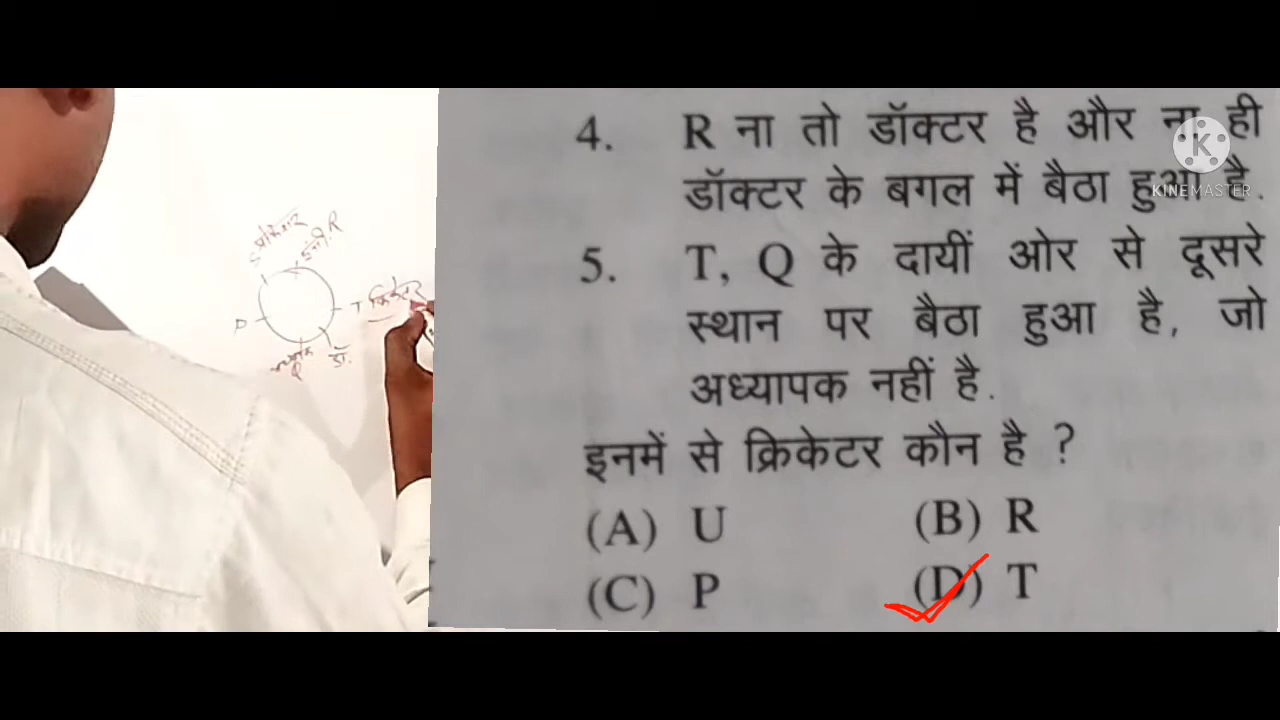 4. R ना तो डॉक्टर है और ना ही
डॉक्टर के बगल में बैठा हुआ है.
5. T, Q के दायीं ओर से दूसरे
स्थान पर बैठा हुआ है, जो
अध्यापक नहीं है.
इनमें से क्रिकेटर कौन है ?
(A) U (B) R
(C) P (D) T
K
KINEMASTER
R
S
P
T
डॉ.
Q